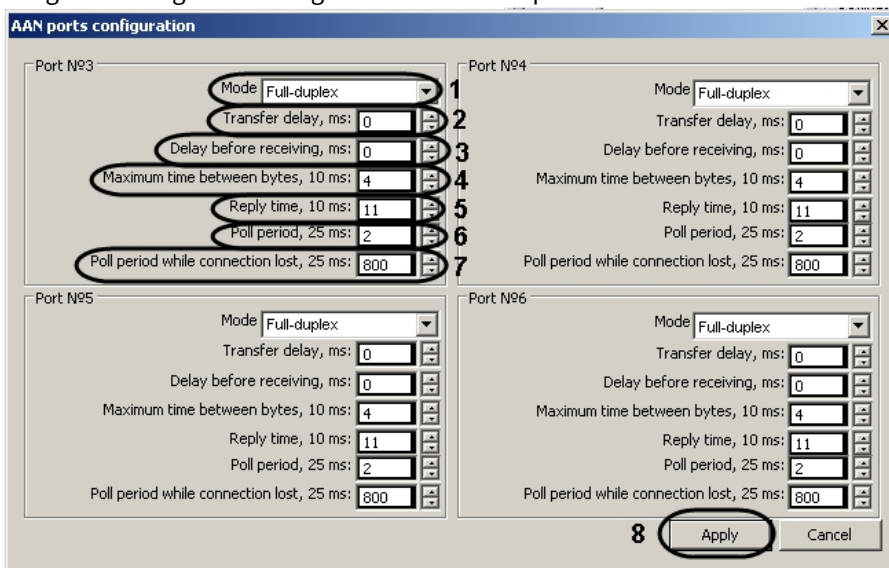 AAN ports configuration
Port №3
Mode Full-duplex 1
Transfer delay, ms: 0 2
Delay before receiving, ms: 0 3
Maximum time between bytes, 10 ms: 4 4
Reply time, 10 ms: 11 5
Poll period, 25 ms: 2 6
Poll period while connection lost, 25 ms: 800 7
Port №4
Mode Full-duplex
Transfer delay, ms: 0
Delay before receiving, ms: 0
Maximum time between bytes, 10 ms: 4
Reply time, 10 ms: 11
Poll period, 25 ms: 2
Poll period while connection lost, 25 ms: 800
Port №5
Mode Full-duplex
Transfer delay, ms: 0
Delay before receiving, ms: 0
Maximum time between bytes, 10 ms: 4
Reply time, 10 ms: 11
Poll period, 25 ms: 2
Poll period while connection lost, 25 ms: 800
Port №6
Mode Full-duplex
Transfer delay, ms: 0
Delay before receiving, ms: 0
Maximum time between bytes, 10 ms: 4
Reply time, 10 ms: 11
Poll period, 25 ms: 2
Poll period while connection lost, 25 ms: 800
8 Apply Cancel